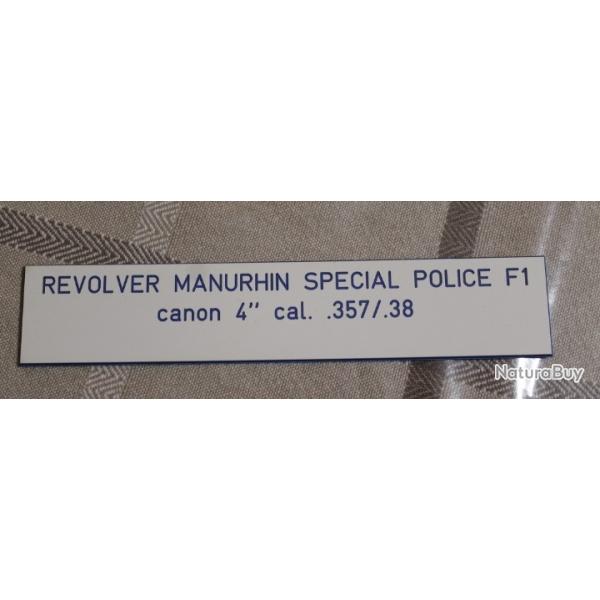 REVOLVER MANURHIN SPECIAL POLICE F1
canon 4" cal. .357/.38
NaturaBuy